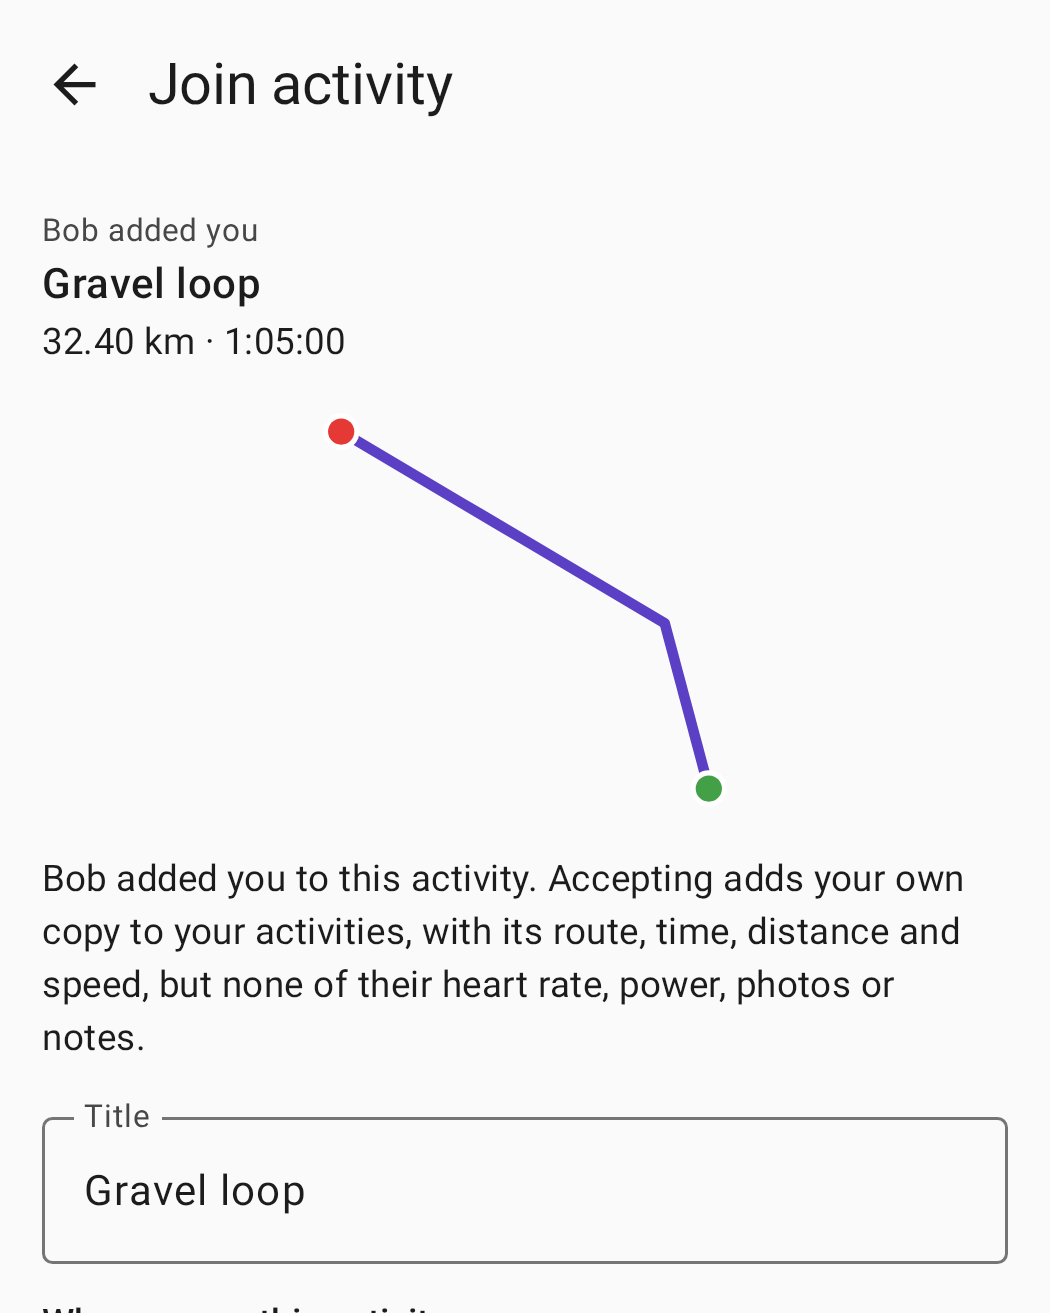 Join activity
Bob added you
Gravel loop
32.40 km · 1:05:00
Bob added you to this activity. Accepting adds your own
copy to your activities, with its route, time, distance and
speed, but none of their heart rate, power, photos or
notes.
Title
Gravel loop